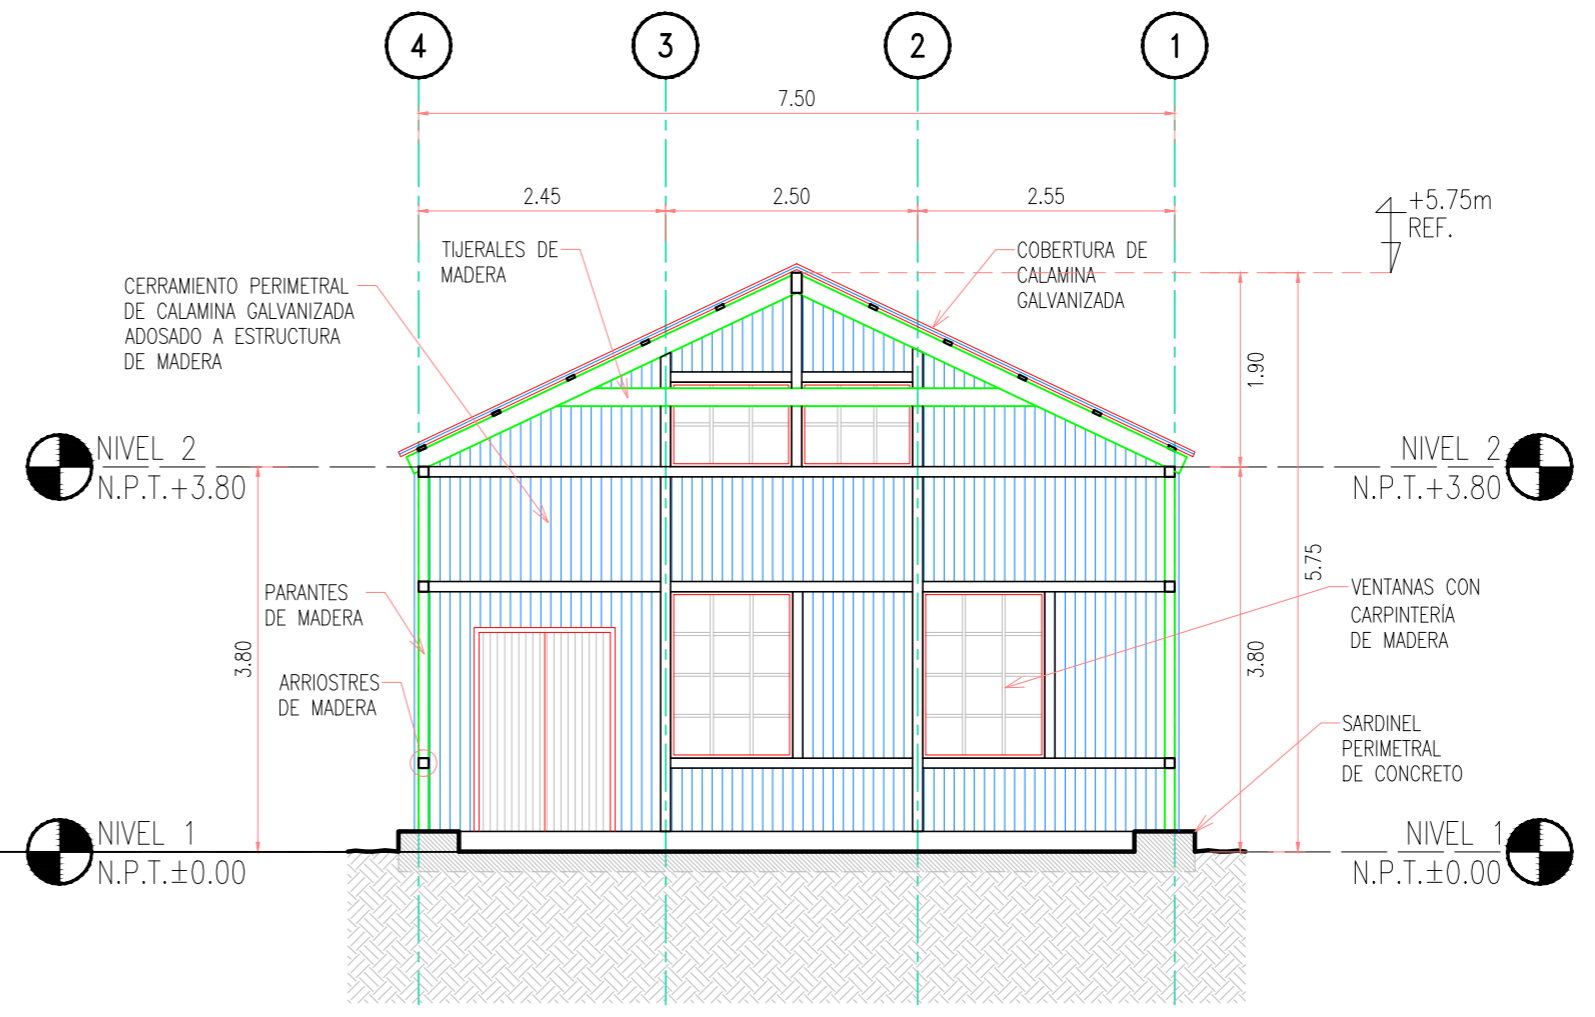 4
3
2
1
7.50
2.45
2.50
2.55
+5.75m
REF.
TIJERALES DE
MADERA
COBERTURA DE
CALAMINA
GALVANIZADA
CERRAMIENTO PERIMETRAL
DE CALAMINA GALVANIZADA
ADOSADO A ESTRUCTURA
DE MADERA
1.90
NIVEL 2
N.P.T.+3.80
NIVEL 2
N.P.T.+3.80
5.75
PARANTES
DE MADERA
VENTANAS CON
CARPINTERÍA
DE MADERA
3.80
3.80
ARRIOSTRES
DE MADERA
SARDINEL
PERIMETRAL
DE CONCRETO
NIVEL 1
N.P.T.±0.00
NIVEL 1
N.P.T.±0.00